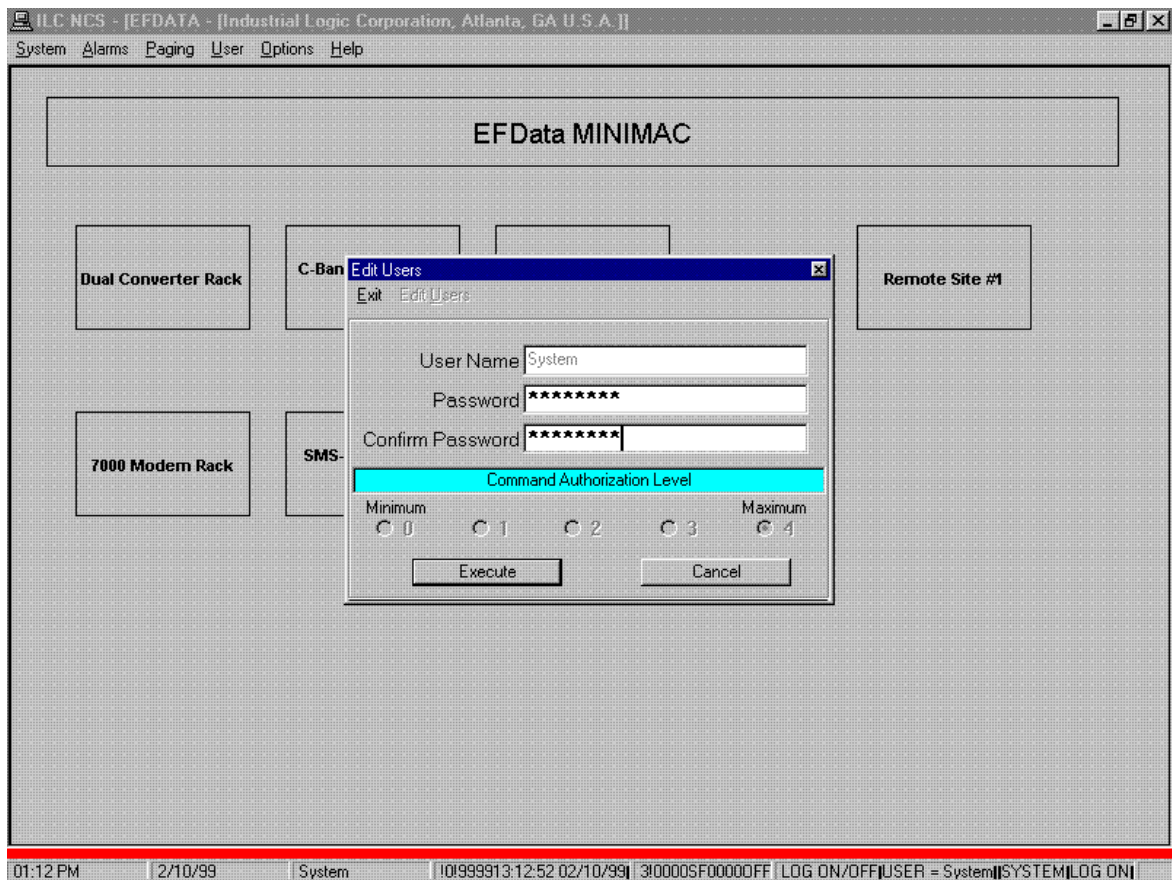 ILC NCS - [EFDATA - [Industrial Logic Corporation, Atlanta, GA U.S.A.]]
System Alarms Paging User Options Help
EFData MINIMAC
Dual Converter Rack
C-Ban
Remote Site #1
7000 Modem Rack
SMS-
Edit Users
Exit Edit Users
User Name System
Password ********
Confirm Password ********
Command Authorization Level
Minimum Maximum
0 1 2 3 4
Execute Cancel
01:12 PM 2/10/99 System !0!999913:12:52 02/10/99| 3!0000SF00000FF LOG ON/OFF|USER = System||SYSTEM|LOG ON|